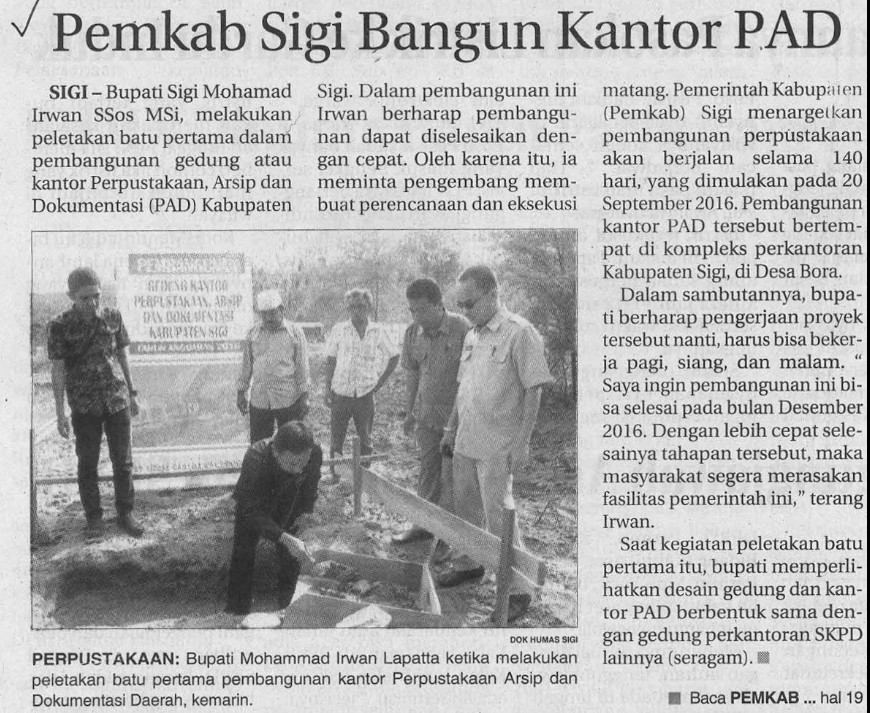 Pemkab Sigi Bangun Kantor PAD
SIGI – Bupati Sigi Mohamad
Irwan SSos MSi, melakukan
peletakan batu pertama dalam
pembangunan gedung atau
kantor Perpustakaan, Arsip dan
Dokumentasi (PAD) Kabupaten
Sigi. Dalam pembangunan ini
Irwan berharap pembangu-
nan dapat diselesaikan den-
gan cepat. Oleh karena itu, ia
meminta pengembang mem-
buat perencanaan dan eksekusi
matang. Pemerintah Kabupaten
(Pemkab) Sigi menargetkan
pembangunan perpustakaan
akan berjalan selama 140
hari, yang dimulakan pada 20
September 2016. Pembangunan
kantor PAD tersebut bertem-
pat di kompleks perkantoran
Kabupaten Sigi, di Desa Bora.
Dalam sambutannya, bupa-
ti berharap pengerjaan proyek
tersebut nanti, harus bisa beker-
ja pagi, siang, dan malam. “
Saya ingin pembangunan ini bi-
sa selesai pada bulan Desember
2016. Dengan lebih cepat sele-
sainya tahapan tersebut, maka
masyarakat segera merasakan
fasilitas pemerintah ini,” terang
Irwan.
Saat kegiatan peletakan batu
pertama itu, bupati memperli-
hatkan desain gedung dan kan-
tor PAD berbentuk sama den-
gan gedung perkantoran SKPD
lainnya (seragam).
Baca PEMKAB ... hal 19
GEDUNG KANTOR
PERPUSTAKAAN, ARSIP
DAN DOKUMENTASI
KABUPATEN SIGI
TAHUN ANGGARAN
DOK HUMAS SIGI
PERPUSTAKAAN: Bupati Mohammad Irwan Lapatta ketika melakukan
peletakan batu pertama pembangunan kantor Perpustakaan Arsip dan
Dokumentasi Daerah, kemarin.